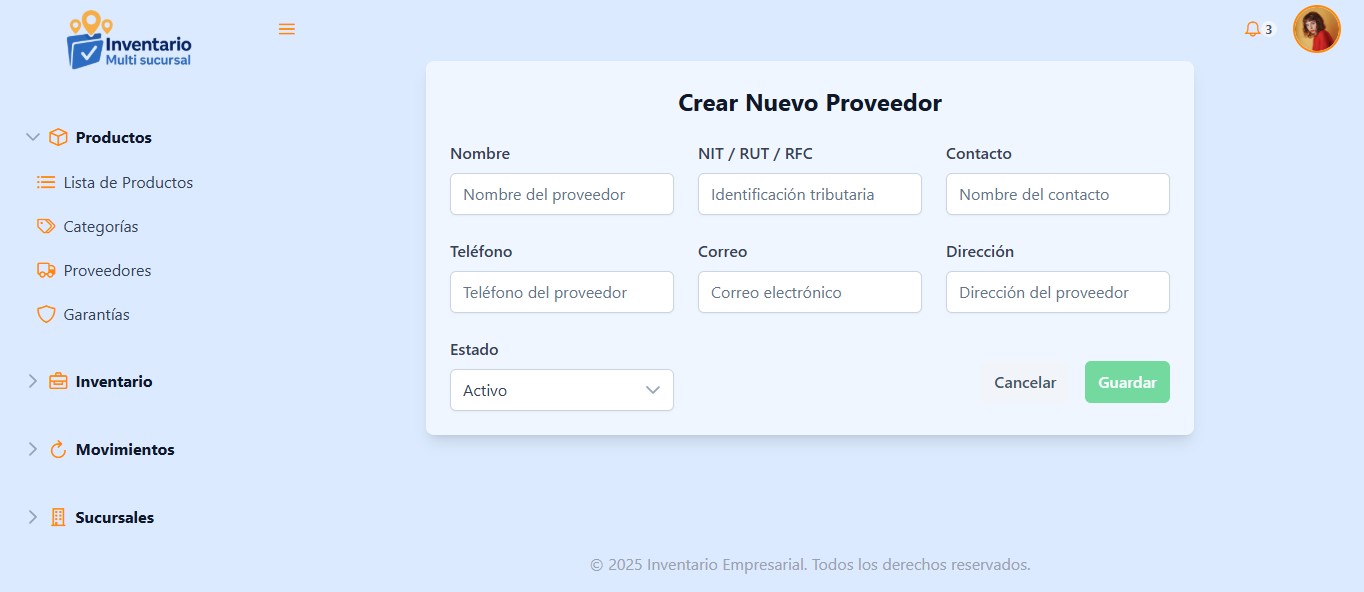 Inventario
Multi sucursal
3
Productos
Lista de Productos
Categorías
Proveedores
Garantías
Inventario
Movimientos
Sucursales
Crear Nuevo Proveedor
Nombre
NIT / RUT / RFC
Contacto
Nombre del proveedor
Identificación tributaria
Nombre del contacto
Teléfono
Correo
Dirección
Teléfono del proveedor
Correo electrónico
Dirección del proveedor
Estado
Activo
Cancelar
Guardar
© 2025 Inventario Empresarial. Todos los derechos reservados.